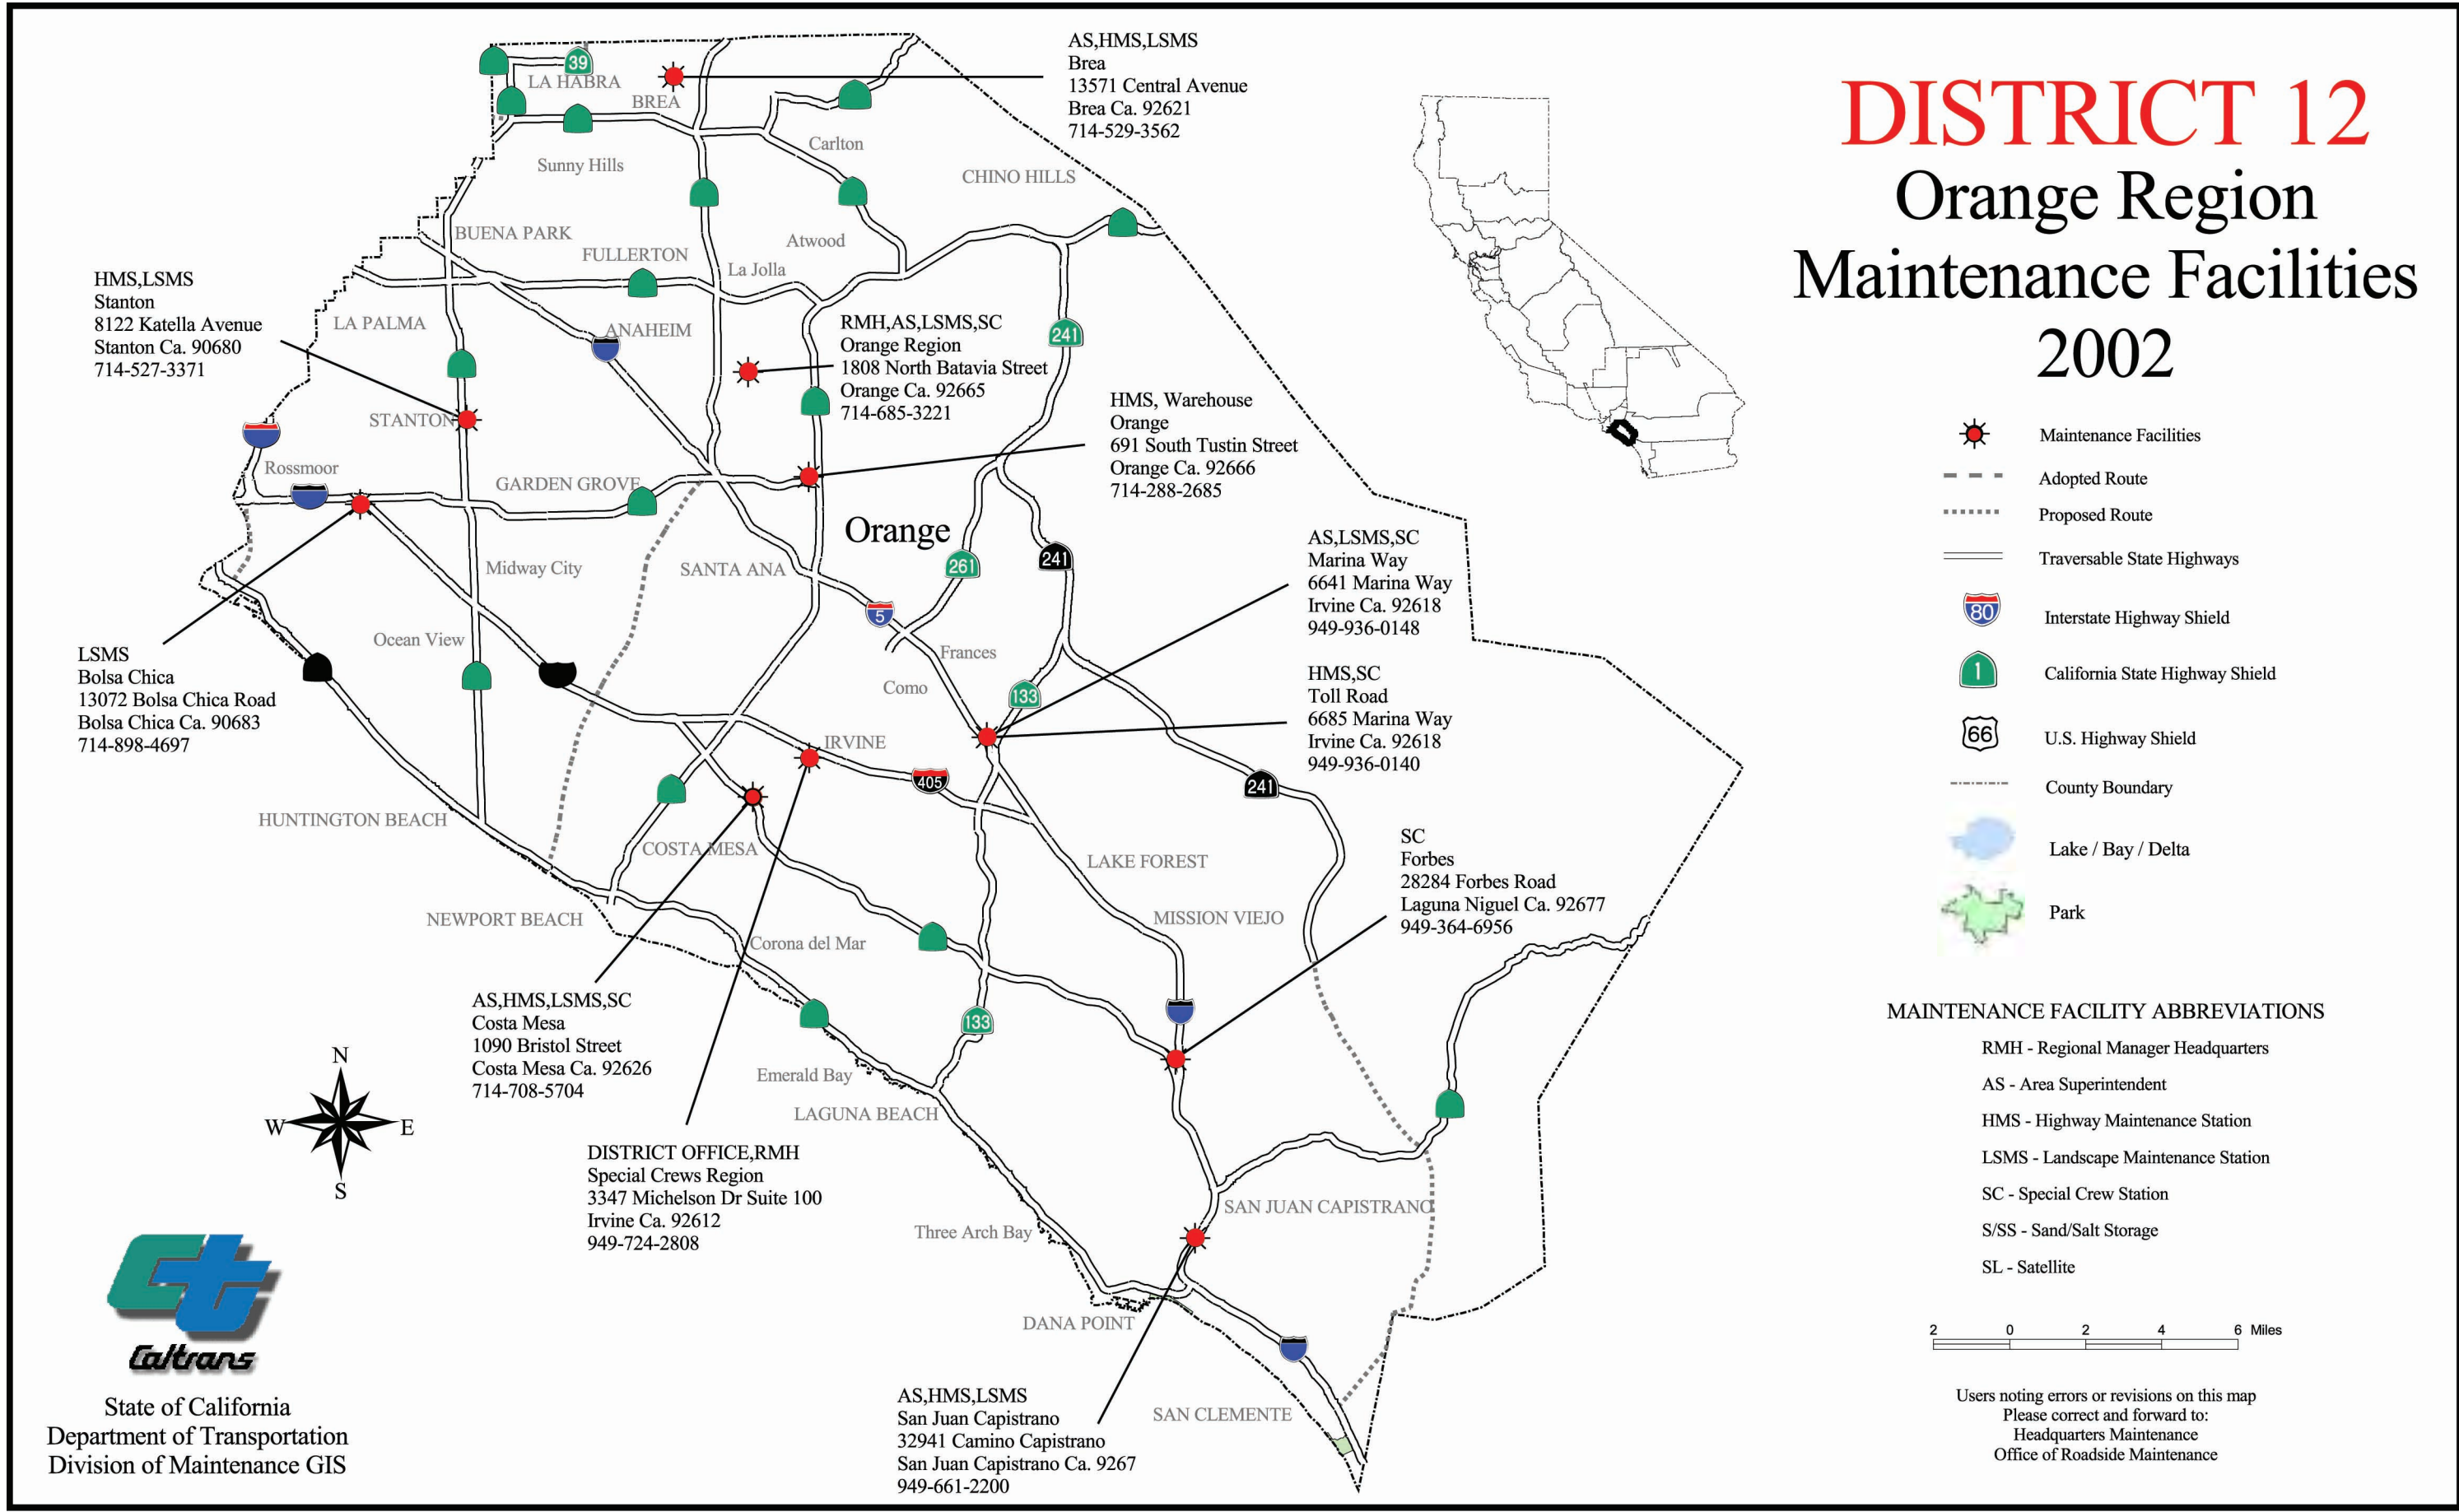 DISTRICT 12
Orange Region
Maintenance Facilities
2002
Maintenance Facilities
Adopted Route
Proposed Route
Traversable State Highways
80
Interstate Highway Shield
1
California State Highway Shield
66
U.S. Highway Shield
County Boundary
Lake / Bay / Delta
Park
MAINTENANCE FACILITY ABBREVIATIONS
RMH - Regional Manager Headquarters
AS - Area Superintendent
HMS - Highway Maintenance Station
LSMS - Landscape Maintenance Station
SC - Special Crew Station
S/SS - Sand/Salt Storage
SL - Satellite
2 0 2 4 6 Miles
Users noting errors or revisions on this map
Please correct and forward to:
Headquarters Maintenance
Office of Roadside Maintenance
AS,HMS,LSMS
Brea
13571 Central Avenue
Brea Ca. 92621
714-529-3562
39
LA HABRA
BREA
Carlton
Sunny Hills
CHINO HILLS
BUENA PARK
FULLERTON
Atwood
La Jolla
HMS,LSMS
Stanton
8122 Katella Avenue
Stanton Ca. 90680
714-527-3371
LA PALMA
ANAHEIM
RMH,AS,LSMS,SC
Orange Region
1808 North Batavia Street
Orange Ca. 92665
714-685-3221
241
HMS, Warehouse
Orange
691 South Tustin Street
Orange Ca. 92666
714-288-2685
STANTON
Rossmoor
GARDEN GROVE
Orange
261
241
Midway City
SANTA ANA
5
AS,LSMS,SC
Marina Way
6641 Marina Way
Irvine Ca. 92618
949-936-0148
Ocean View
Frances
Como
133
HMS,SC
Toll Road
6685 Marina Way
Irvine Ca. 92618
949-936-0140
LSMS
Bolsa Chica
13072 Bolsa Chica Road
Bolsa Chica Ca. 90683
714-898-4697
IRVINE
405
241
HUNTINGTON BEACH
COSTA MESA
LAKE FOREST
SC
Forbes
28284 Forbes Road
Laguna Niguel Ca. 92677
949-364-6956
NEWPORT BEACH
Corona del Mar
MISSION VIEJO
133
AS,HMS,LSMS,SC
Costa Mesa
1090 Bristol Street
Costa Mesa Ca. 92626
714-708-5704
Emerald Bay
LAGUNA BEACH
DISTRICT OFFICE,RMH
Special Crews Region
3347 Michelson Dr Suite 100
Irvine Ca. 92612
949-724-2808
SAN JUAN CAPISTRANO
Three Arch Bay
DANA POINT
AS,HMS,LSMS
San Juan Capistrano
32941 Camino Capistrano
San Juan Capistrano Ca. 9267
949-661-2200
SAN CLEMENTE
N
W E
S
Ct
Caltrans
State of California
Department of Transportation
Division of Maintenance GIS